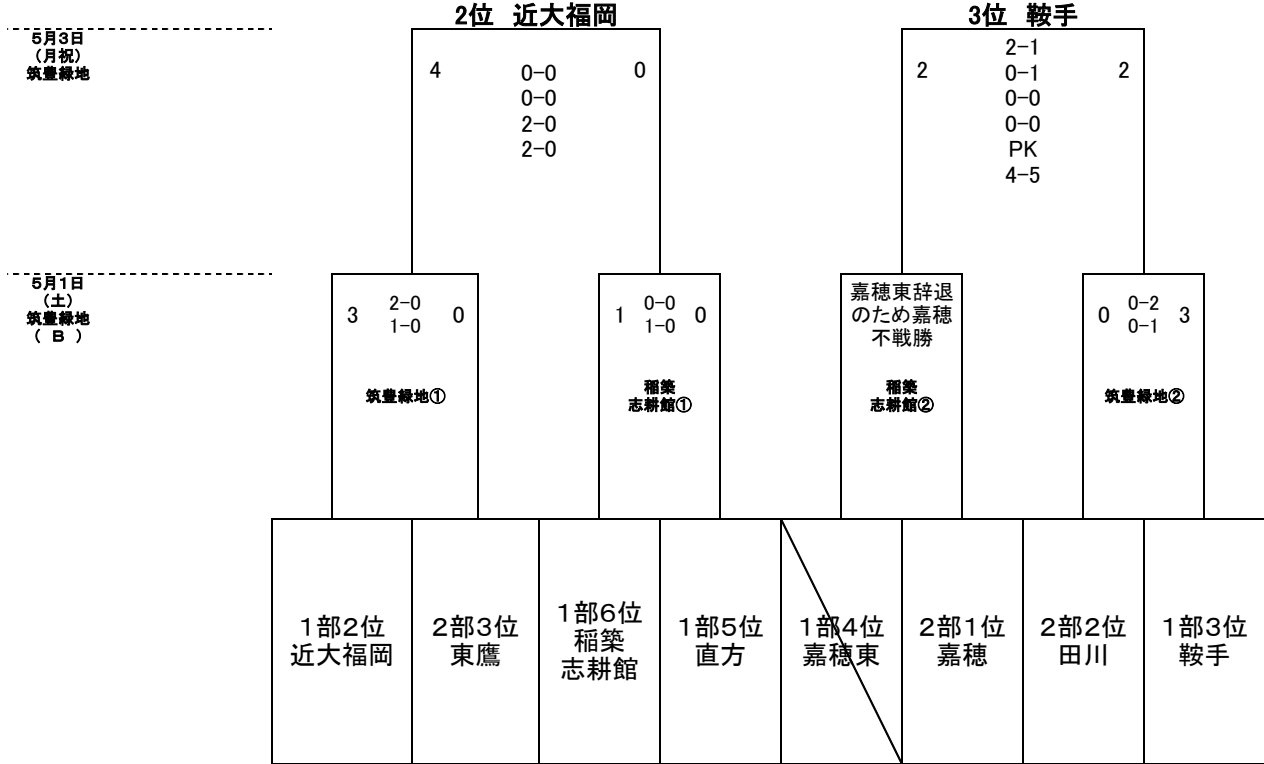 2位 近大福岡
3位 鞍手
5月3日
(月祝)
筑豊緑地
4
0-0
0-0
2-0
2-0
0
2
2-1
0-1
0-0
0-0
PK
4-5
2
5月1日
(土)
筑豊緑地
( B )
3
2-0
1-0
0
筑豊緑地①
1
0-0
1-0
0
稲築
志耕館①
嘉穂東辞退
のため嘉穂
不戦勝
稲築
志耕館②
0
0-2
0-1
3
筑豊緑地②
1部2位
近大福岡
2部3位
東鷹
1部6位
稲築
志耕館
1部5位
直方
1部4位
嘉穂東
2部1位
嘉穂
2部2位
田川
1部3位
鞍手